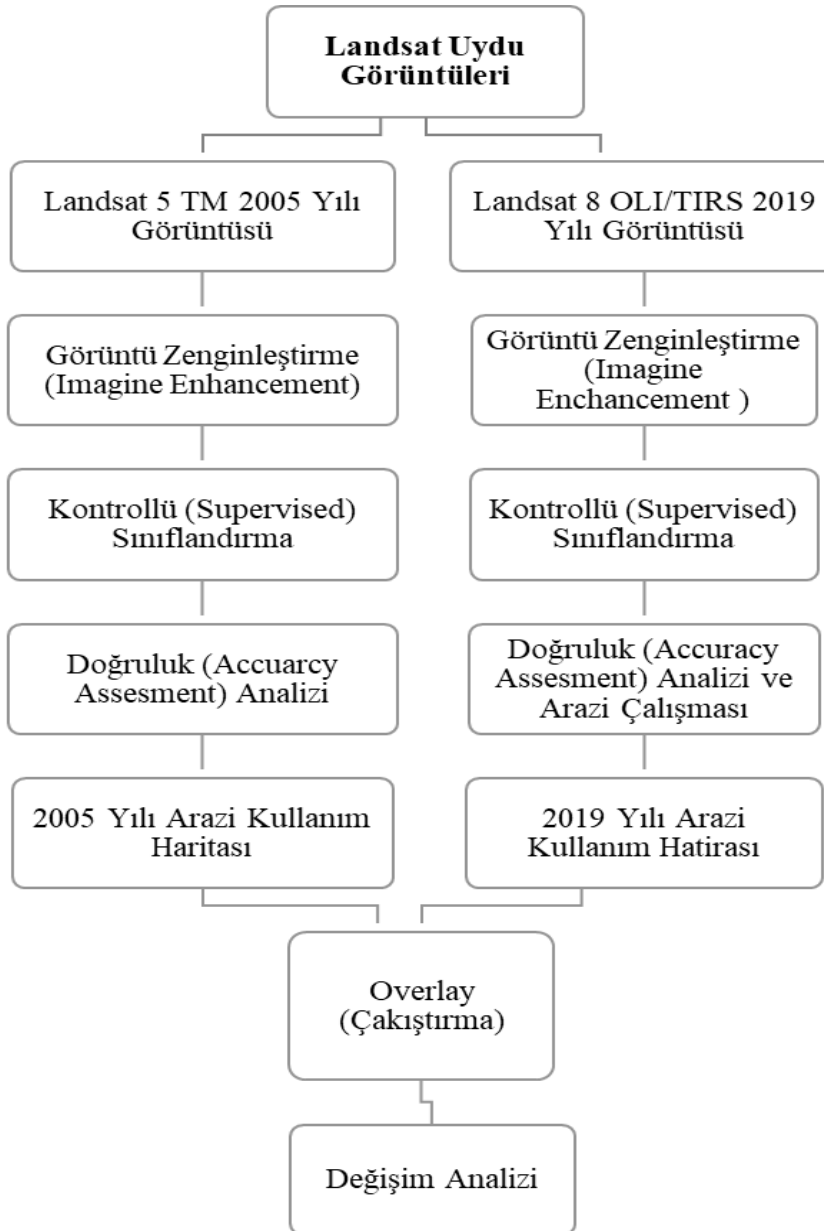 Landsat Uydu
Görüntüleri
Landsat 5 TM 2005 Yılı
Görüntüsü
Landsat 8 OLI/TIRS 2019
Yılı Görüntüsü
Görüntü Zenginleştirme
(Imagine Enhancement)
Görüntü Zenginleştirme
(Imagine
Enchancement )
Kontrollü (Supervised)
Sınıflandırma
Kontrollü (Supervised)
Sınıflandırma
Doğruluk (Accuarcy
Assesment) Analizi
Doğruluk (Accuracy
Assesment) Analizi ve
Arazi Çalışması
2005 Yılı Arazi Kullanım
Haritası
2019 Yılı Arazi
Kullanım Hatirası
Overlay
(Çakıştırma)
Değişim Analizi